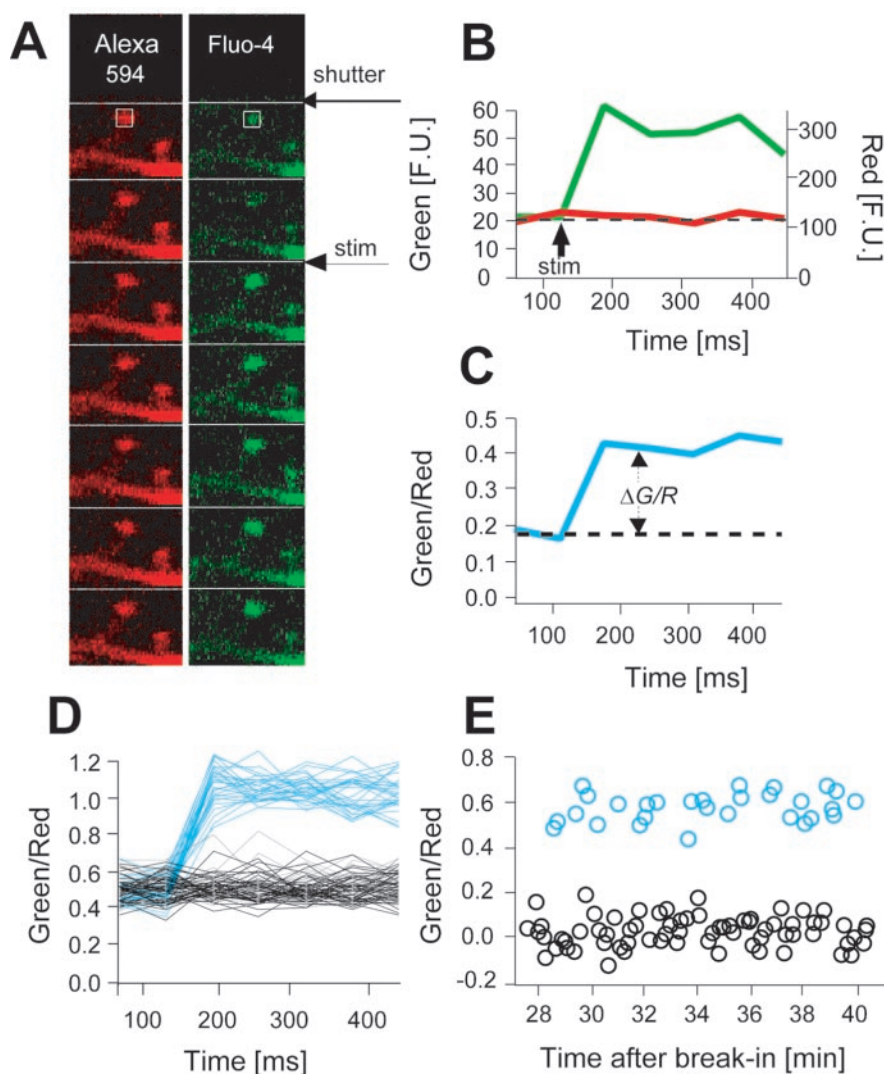 A
Alexa
594
Fluo-4
shutter
stim
B
Green [F.U.]
60
50
40
30
20
10
0
Red [F.U.]
300
200
100
0
stim
100
200
300
400
Time [ms]
C
Green/Red
0.5
0.4
0.3
0.2
0.1
0.0
ΔG/R
100
200
300
400
Time [ms]
D
Green/Red
1.2
1.0
0.8
0.6
0.4
0.2
0.0
100
200
300
400
Time [ms]
E
Green/Red
0.8
0.6
0.4
0.2
0.0
-0.2
28
30
32
34
36
38
40
Time after break-in [min]